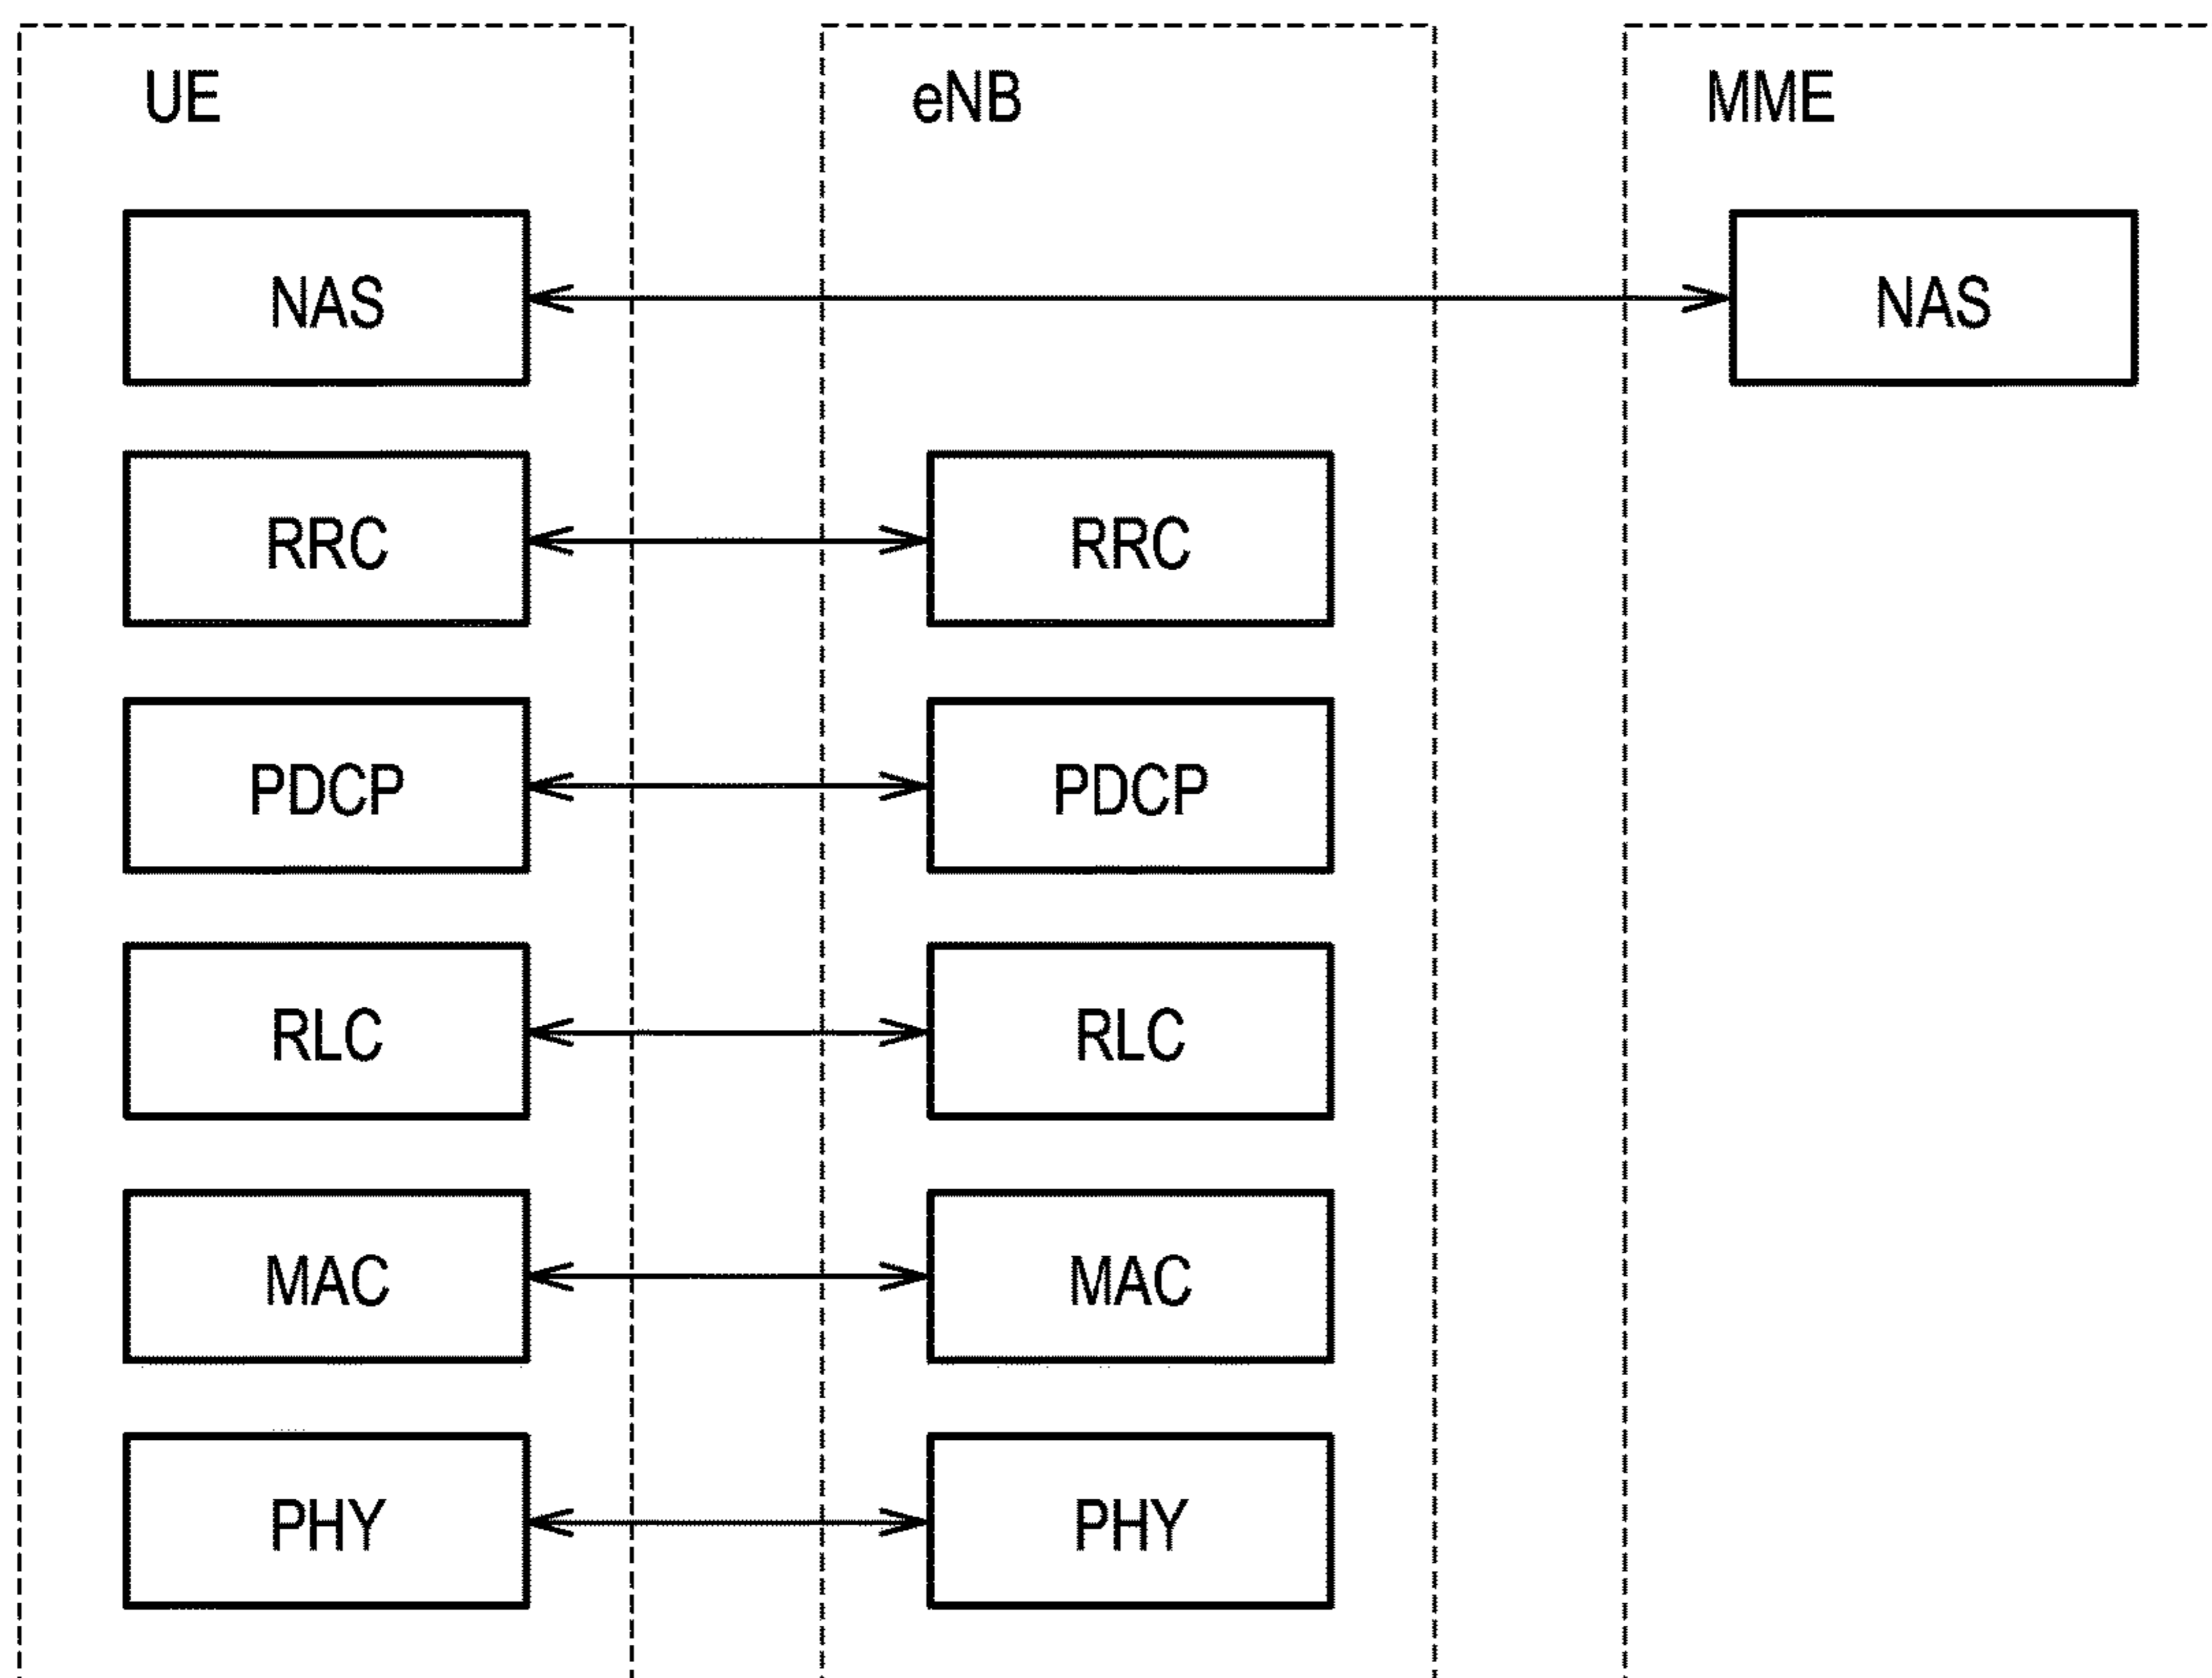 UE eNB MME
NAS NAS
RRC RRC
PDCP PDCP
RLC RLC
MAC MAC
PHY PHY